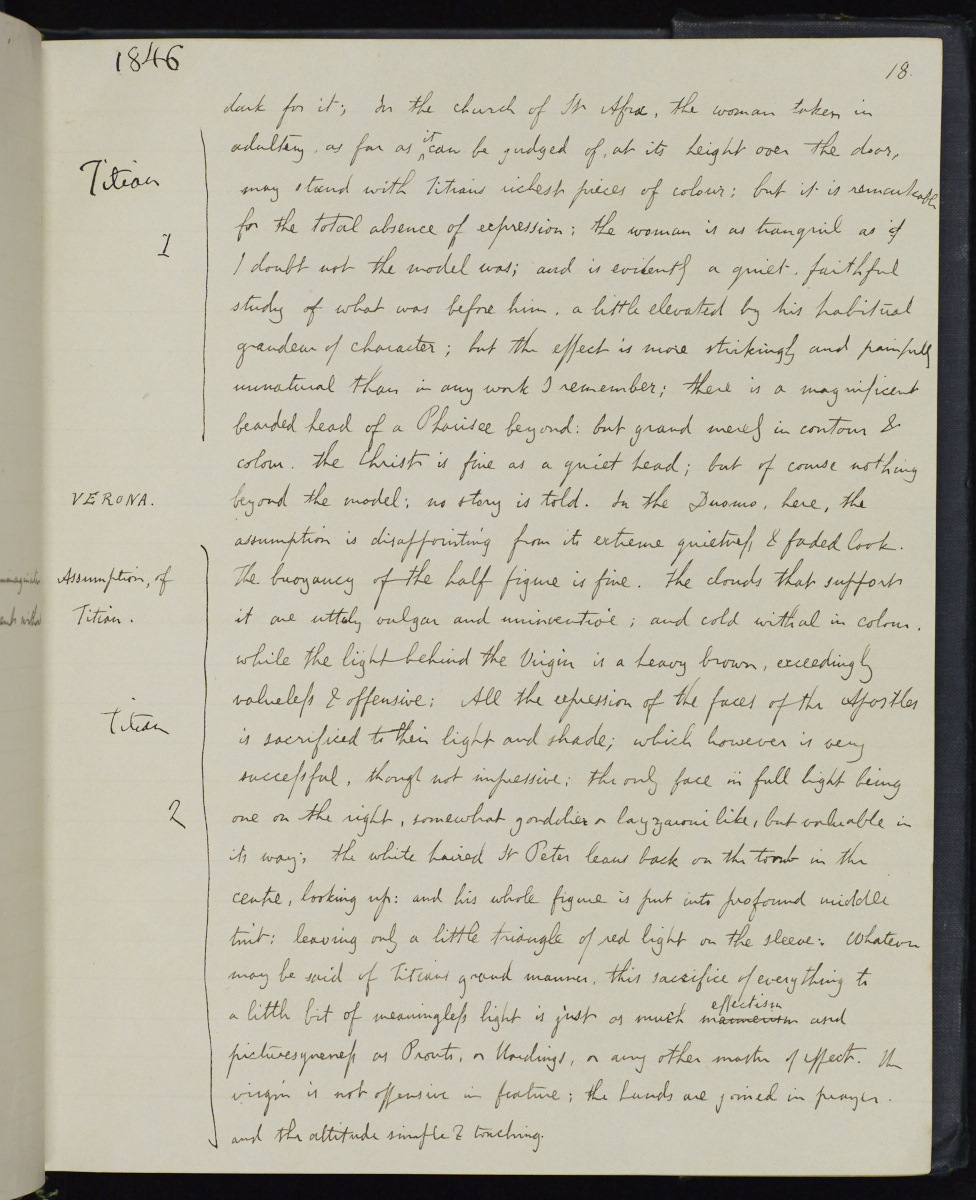 1846
18.
dark for it; In the church of St Afra, the woman taken in
adultery, as far as it can be judged of, at its height over the door,
Titian
may stand with Titians richest pieces of colour; but it is remarkable
for the total absence of expression; the woman is as tranquil as if
1
I doubt not the model was; and is evidently a quiet, faithful
study of what was before him, a little elevated by his habitual
grandeur of character; but the effect is more strikingly and painfully
unnatural than in any work I remember; there is a magnificent
bearded head of a Pharisee beyond: but grand merely in contour &
colour. The Christ is fine as a quiet head; but of course nothing
VERONA.
beyond the model; no story is told. In the Duomo, here, the
assumption is disappointing from its extreme quietness, & faded look.
Assumption, of
The buoyancy of the half figure is fine. The clouds that support
Titian.
it are utterly vulgar and uninventive; and cold withal in colour.
while the light behind the Virgin is a heavy brown, exceedingly
valueless & offensive; All the expression of the faces of the Apostles
Titian
is sacrificed to their light and shade; which however is very
successful, though not impressive; the only face in full light being
2
one on the right, somewhat gondolier or lazzaroni like, but valuable in
its way; the white haired St Peter leans back on the tomb in the
centre, looking up: and his whole figure is put into profound middle
tint; leaving only a little triangle of red light on the sleeve: Whatever
may be said of Titians grand manner, this sacrifice of everything to
a little bit of meaningless light is just as much mannerism effectism and
picturesqueness as Prouts, or Hardings, or any other master of effect. The
virgin is not offensive in feature; the hands are joined in prayer.
and the attitude simple & touching.